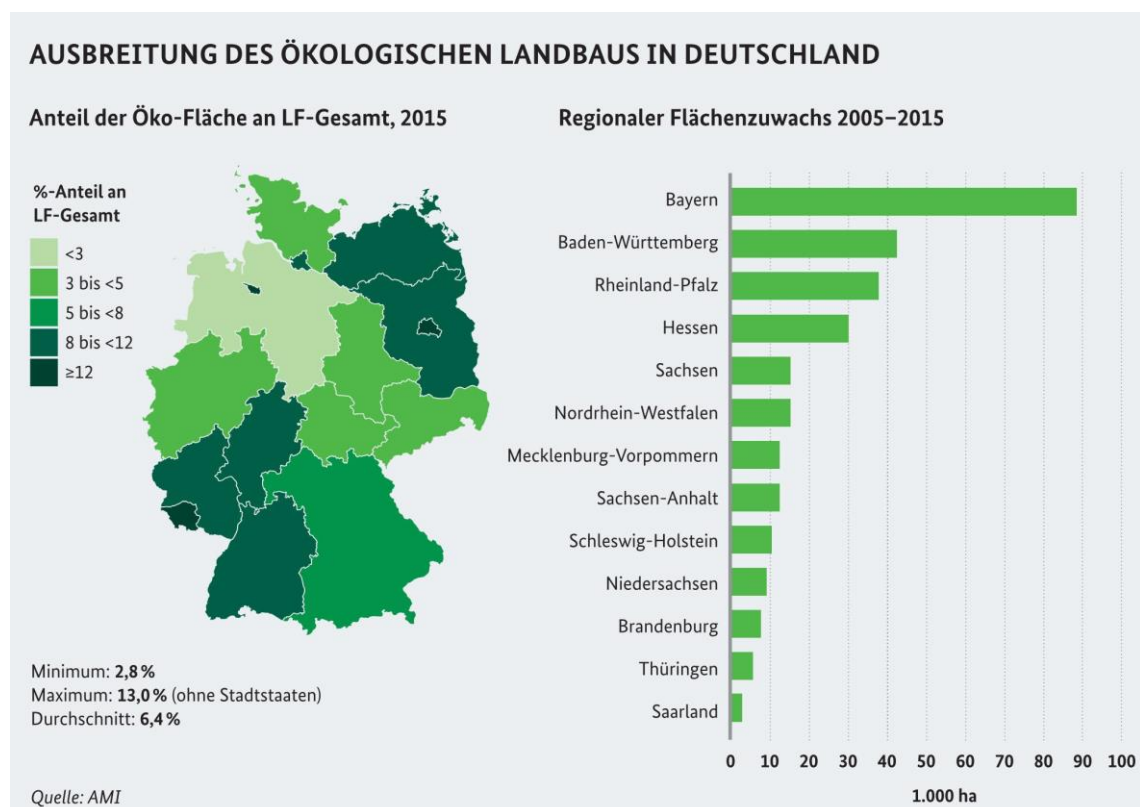 AUSBREITUNG DES ÖKOLOGISCHEN LANDBAUS IN DEUTSCHLAND
Anteil der Öko-Fläche an LF-Gesamt, 2015
%-Anteil an
LF-Gesamt
<3
3 bis <5
5 bis <8
8 bis <12
≥12
Minimum: 2,8 %
Maximum: 13,0 % (ohne Stadtstaaten)
Durchschnitt: 6,4 %
Quelle: AMI
Regionaler Flächenzuwachs 2005–2015
Bayern
Baden-Württemberg
Rheinland-Pfalz
Hessen
Sachsen
Nordrhein-Westfalen
Mecklenburg-Vorpommern
Sachsen-Anhalt
Schleswig-Holstein
Niedersachsen
Brandenburg
Thüringen
Saarland
0 10 20 30 40 50 60 70 80 90 100
1.000 ha